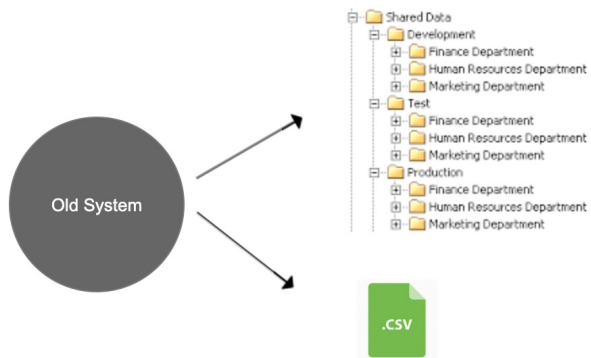 Old System
Shared Data
Development
Finance Department
Human Resources Department
Marketing Department
Test
Finance Department
Human Resources Department
Marketing Department
Production
Finance Department
Human Resources Department
Marketing Department
.CSV